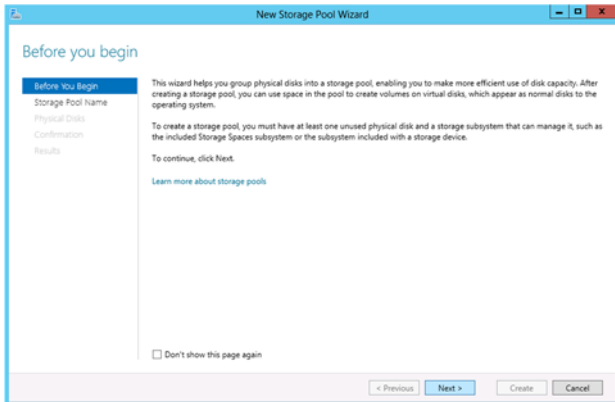 New Storage Pool Wizard
Before you begin
Before You Begin
Storage Pool Name
Physical Disks
Confirmation
Results
This wizard helps you group physical disks into a storage pool, enabling you to make more efficient use of disk capacity. After
creating a storage pool, you can use space in the pool to create volumes on virtual disks, which appear as normal disks to the
operating system.
To create a storage pool, you must have at least one unused physical disk and a storage subsystem that can manage it, such as
the included Storage Spaces subsystem or the subsystem included with a storage device.
To continue, click Next.
Learn more about storage pools
Don't show this page again
< Previous
Next >
Create
Cancel